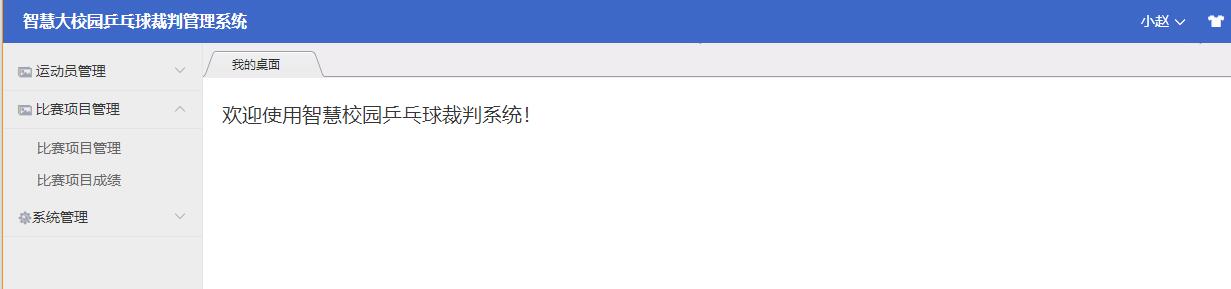 智慧大校园乒乓球裁判管理系统
小赵
运动员管理
我的桌面
比赛项目管理
欢迎使用智慧校园乒乓球裁判系统！
比赛项目管理
比赛项目成绩
系统管理